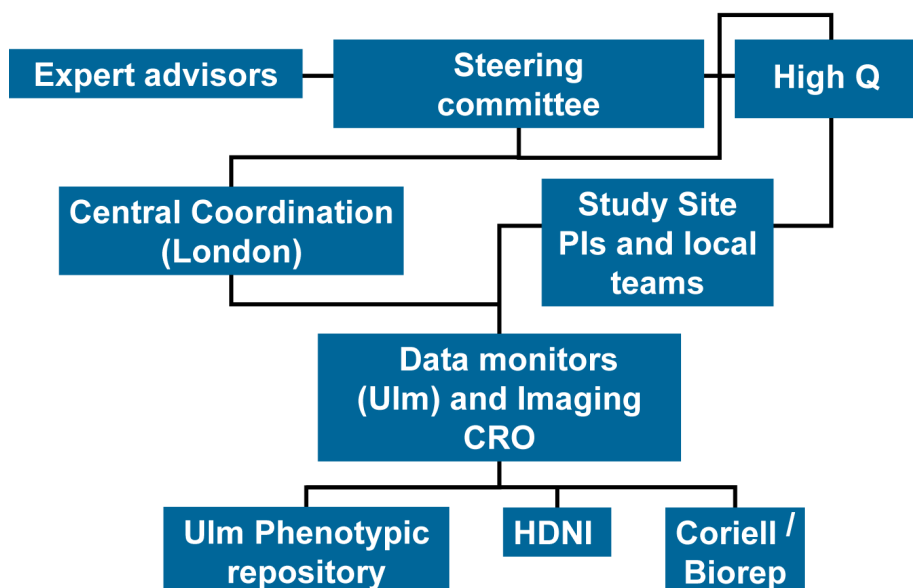 Expert advisors
Steering
committee
High Q
Central Coordination
(London)
Study Site
PIs and local
teams
Data monitors
(Ulm) and Imaging
CRO
Ulm Phenotypic
repository
HDNI
Coriell /
Biorep